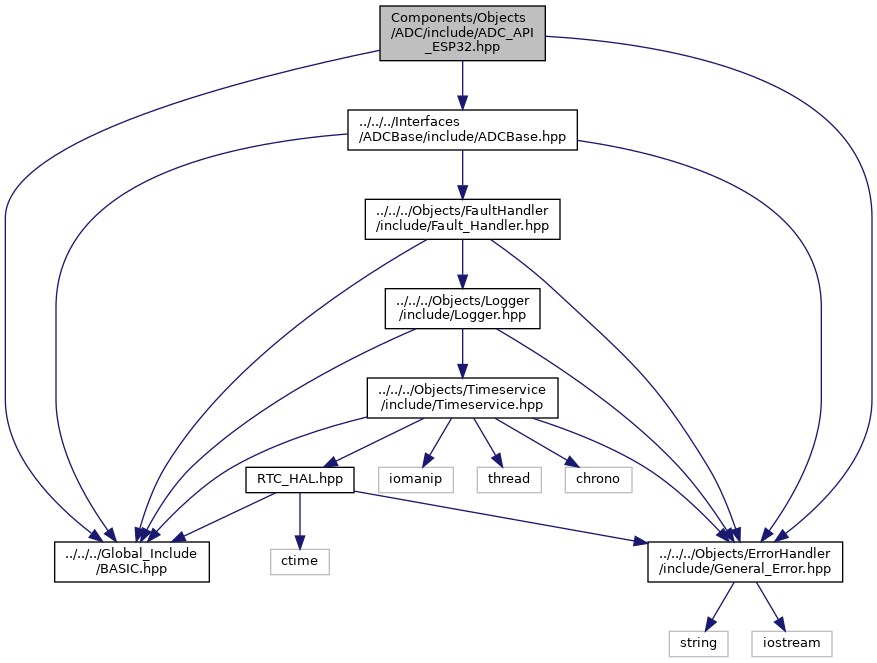 Components/Objects
/ADC/include/ADC_API
_ESP32.hpp
../../../Interfaces
/ADCBase/include/ADCBase.hpp
../../../Objects/FaultHandler
/include/Fault_Handler.hpp
../../../Objects/Logger
/include/Logger.hpp
../../../Objects/Timeservice
/include/Timeservice.hpp
RTC_HAL.hpp
iomanip
thread
chrono
../../../Global_Include
/BASIC.hpp
ctime
../../../Objects/ErrorHandler
/include/General_Error.hpp
string
iostream